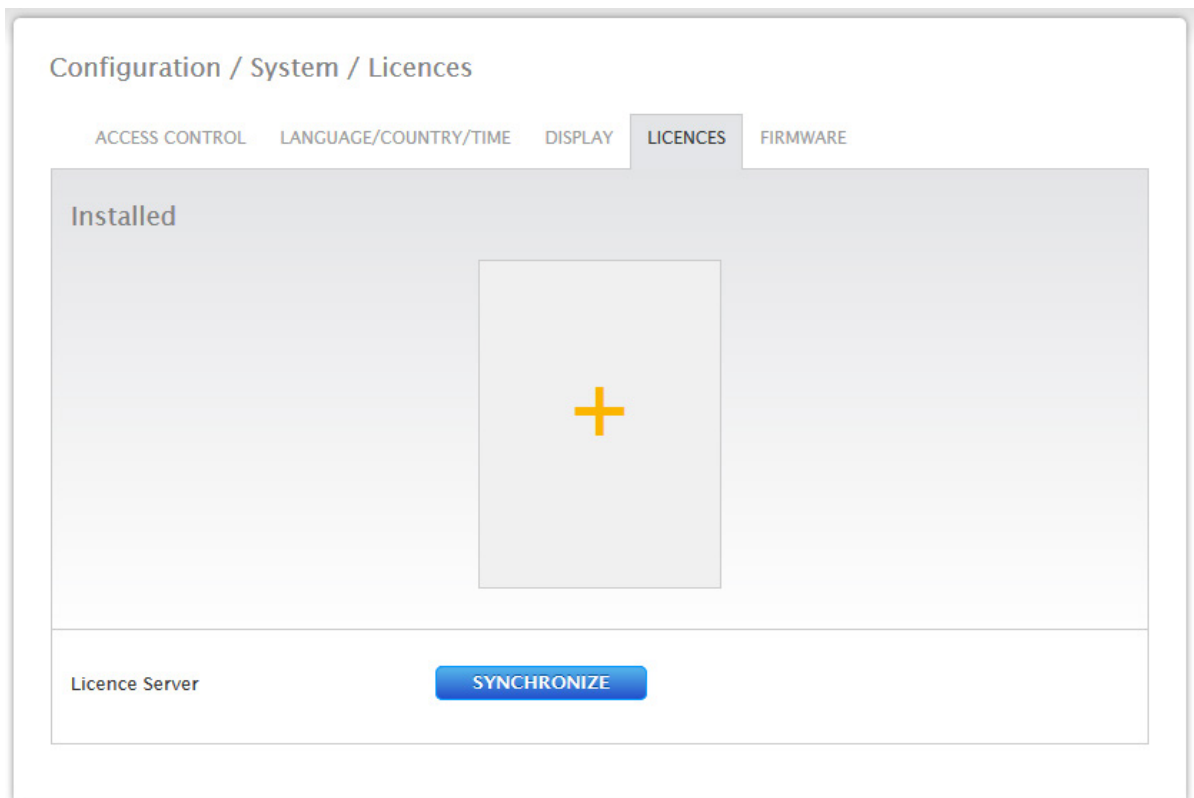 Configuration / System / Licences
ACCESS CONTROL LANGUAGE/COUNTRY/TIME DISPLAY LICENCES FIRMWARE
Installed
+
Licence Server SYNCHRONIZE